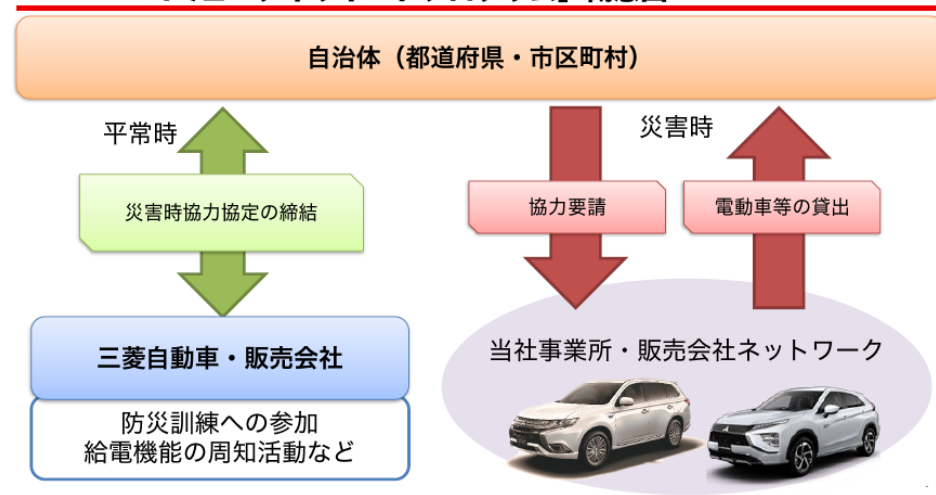 自治体（都道府県・市区町村）
平常時
災害時
災害時協力協定の締結
協力要請
電動車等の貸出
三菱自動車・販売会社
当社事業所・販売会社ネットワーク
防災訓練への参加
給電機能の周知活動など